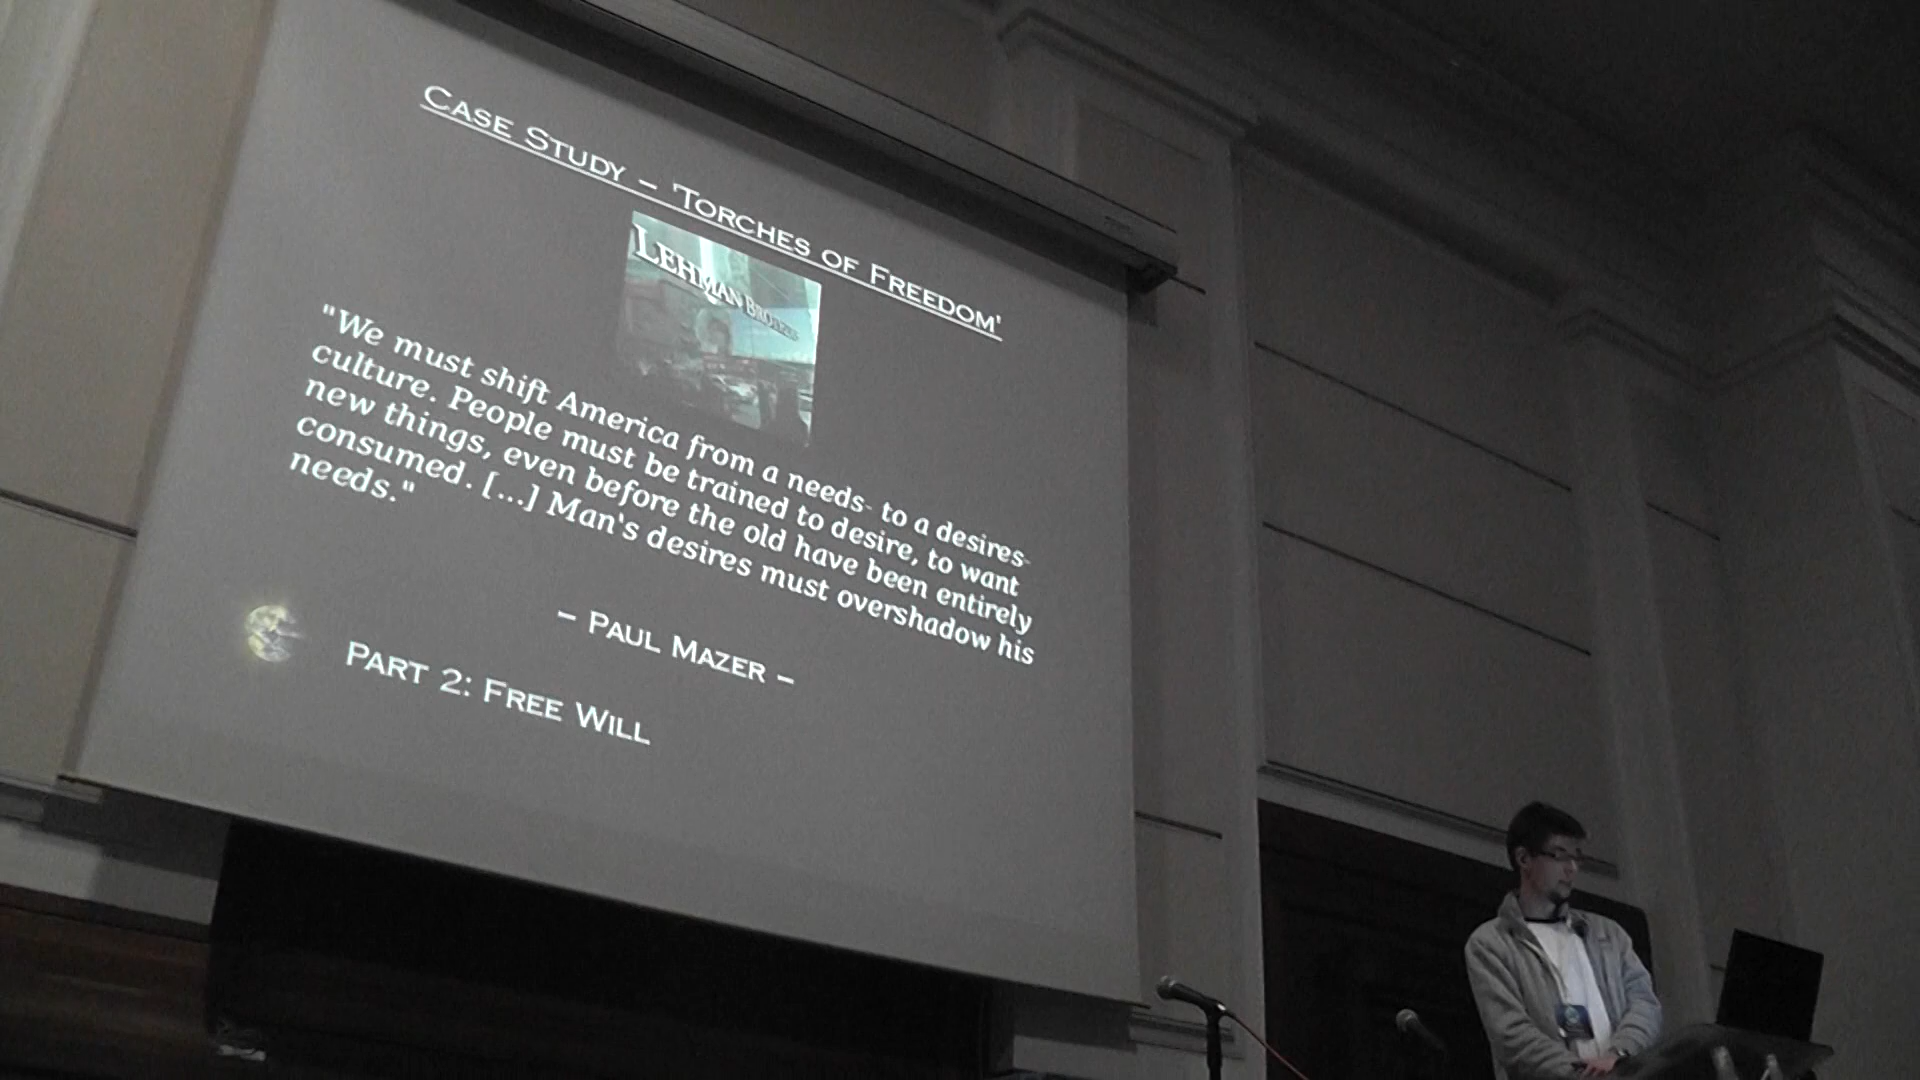 Case Study – 'Torches of Freedom'
Lehman Brothers
"We must shift America from a needs- to a desires-
culture. People must be trained to desire, to want
new things, even before the old have been entirely
consumed. [...] Man's desires must overshadow his
needs."
– Paul Mazer –
Part 2: Free Will